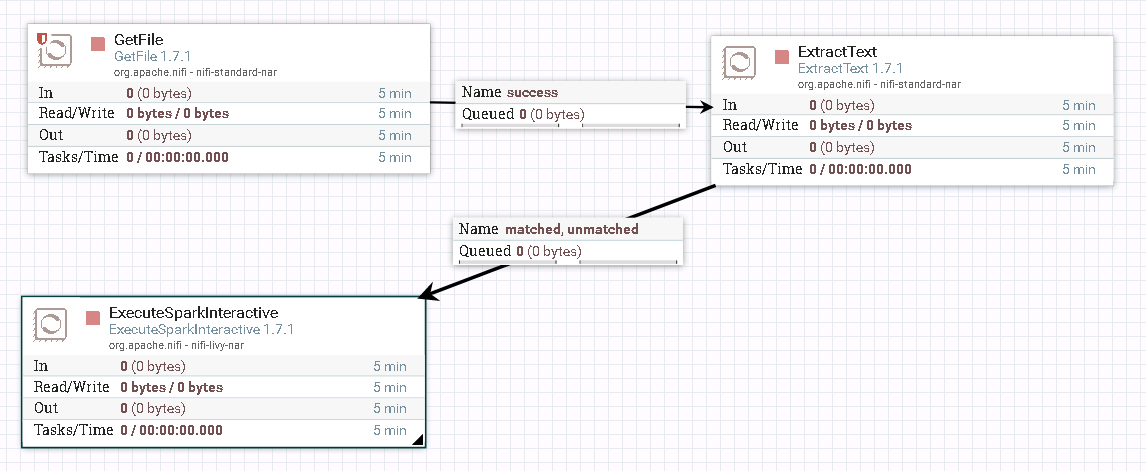 GetFile
GetFile 1.7.1
org.apache.nifi - nifi-standard-nar
In 0 (0 bytes) 5 min
Read/Write 0 bytes / 0 bytes 5 min
Out 0 (0 bytes) 5 min
Tasks/Time 0 / 00:00:00.000 5 min
Name success
Queued 0 (0 bytes)
ExtractText
ExtractText 1.7.1
org.apache.nifi - nifi-standard-nar
In 0 (0 bytes) 5 min
Read/Write 0 bytes / 0 bytes 5 min
Out 0 (0 bytes) 5 min
Tasks/Time 0 / 00:00:00.000 5 min
Name matched, unmatched
Queued 0 (0 bytes)
ExecuteSparkInteractive
ExecuteSparkInteractive 1.7.1
org.apache.nifi - nifi-livy-nar
In 0 (0 bytes) 5 min
Read/Write 0 bytes / 0 bytes 5 min
Out 0 (0 bytes) 5 min
Tasks/Time 0 / 00:00:00.000 5 min